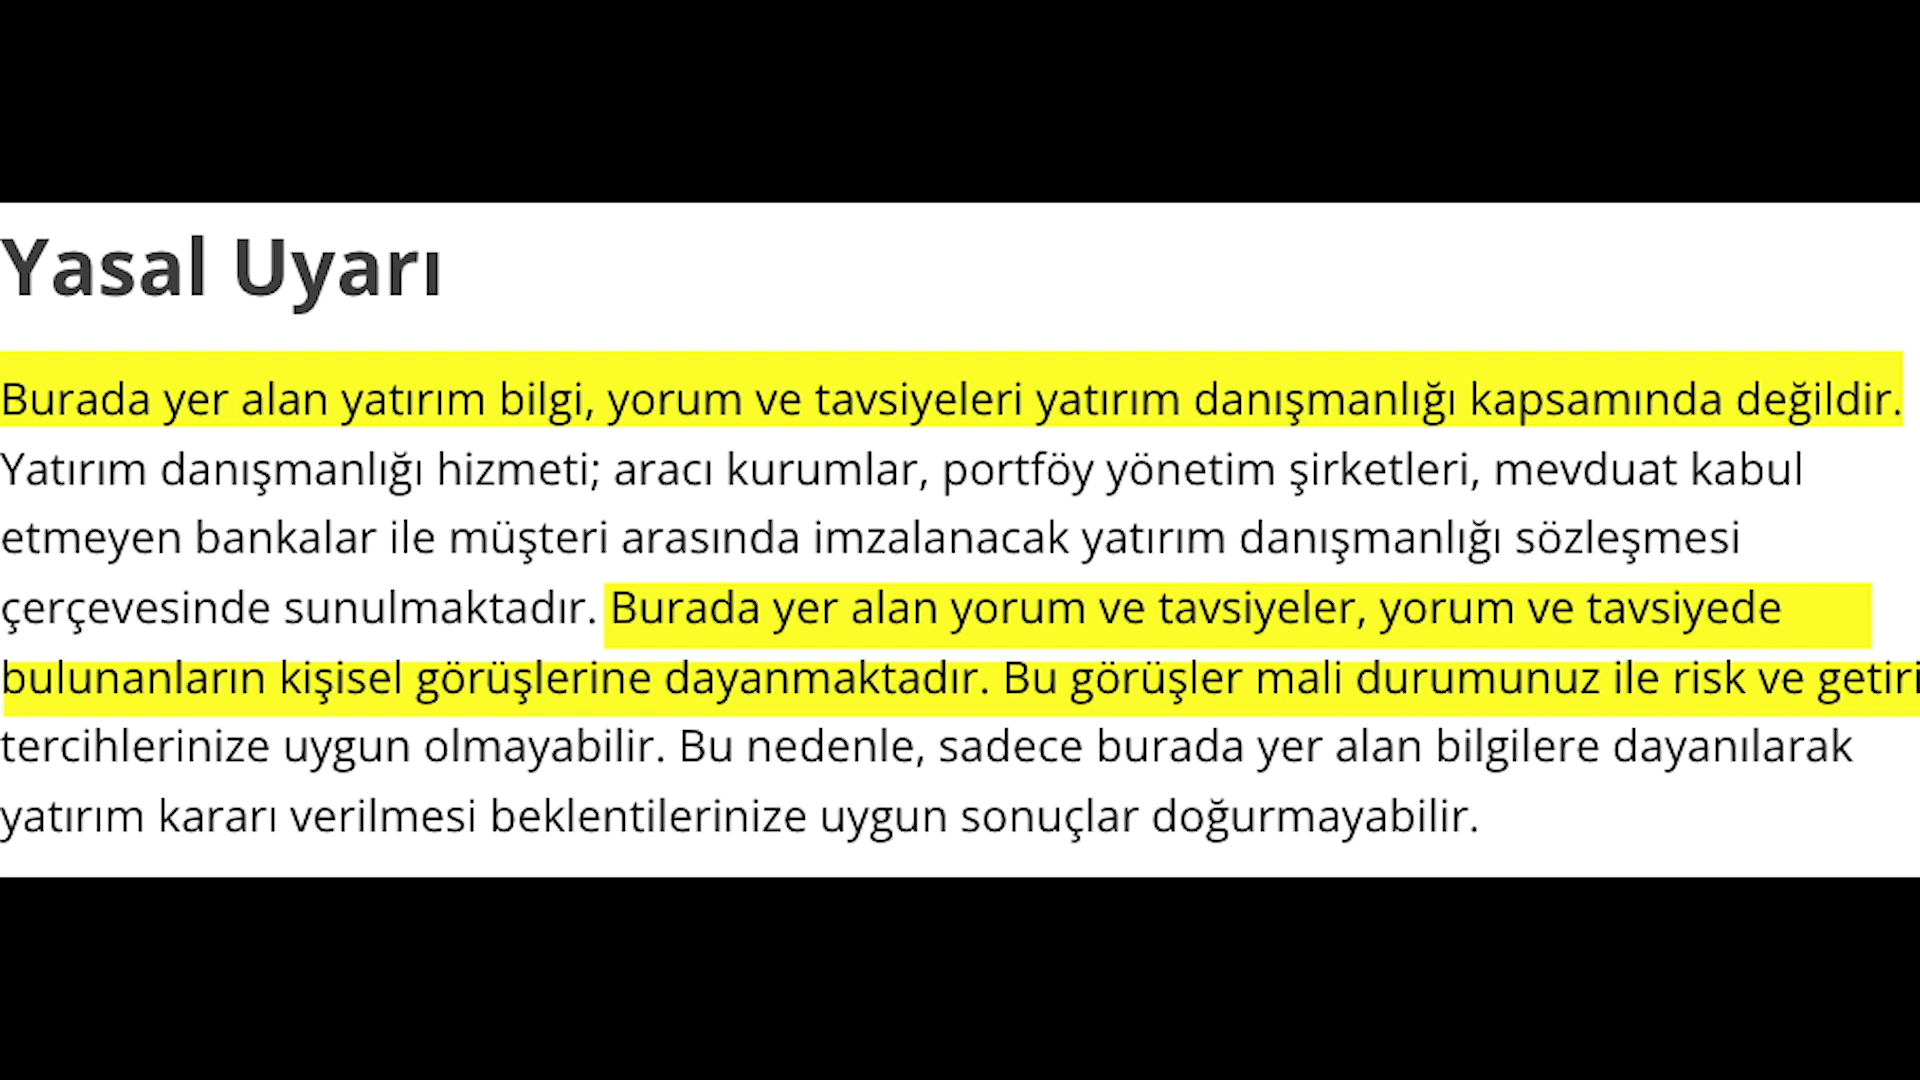 Yasal Uyarı
Burada yer alan yatırım bilgi, yorum ve tavsiyeleri yatırım danışmanlığı kapsamında değildir.
Yatırım danışmanlığı hizmeti; aracı kurumlar, portföy yönetim şirketleri, mevduat kabul
etmeyen bankalar ile müşteri arasında imzalanacak yatırım danışmanlığı sözleşmesi
çerçevesinde sunulmaktadır. Burada yer alan yorum ve tavsiyeler, yorum ve tavsiyede
bulunanların kişisel görüşlerine dayanmaktadır. Bu görüşler mali durumunuz ile risk ve getiri
tercihlerinize uygun olmayabilir. Bu nedenle, sadece burada yer alan bilgilere dayanılarak
yatırım kararı verilmesi beklentilerinize uygun sonuçlar doğurmayabilir.